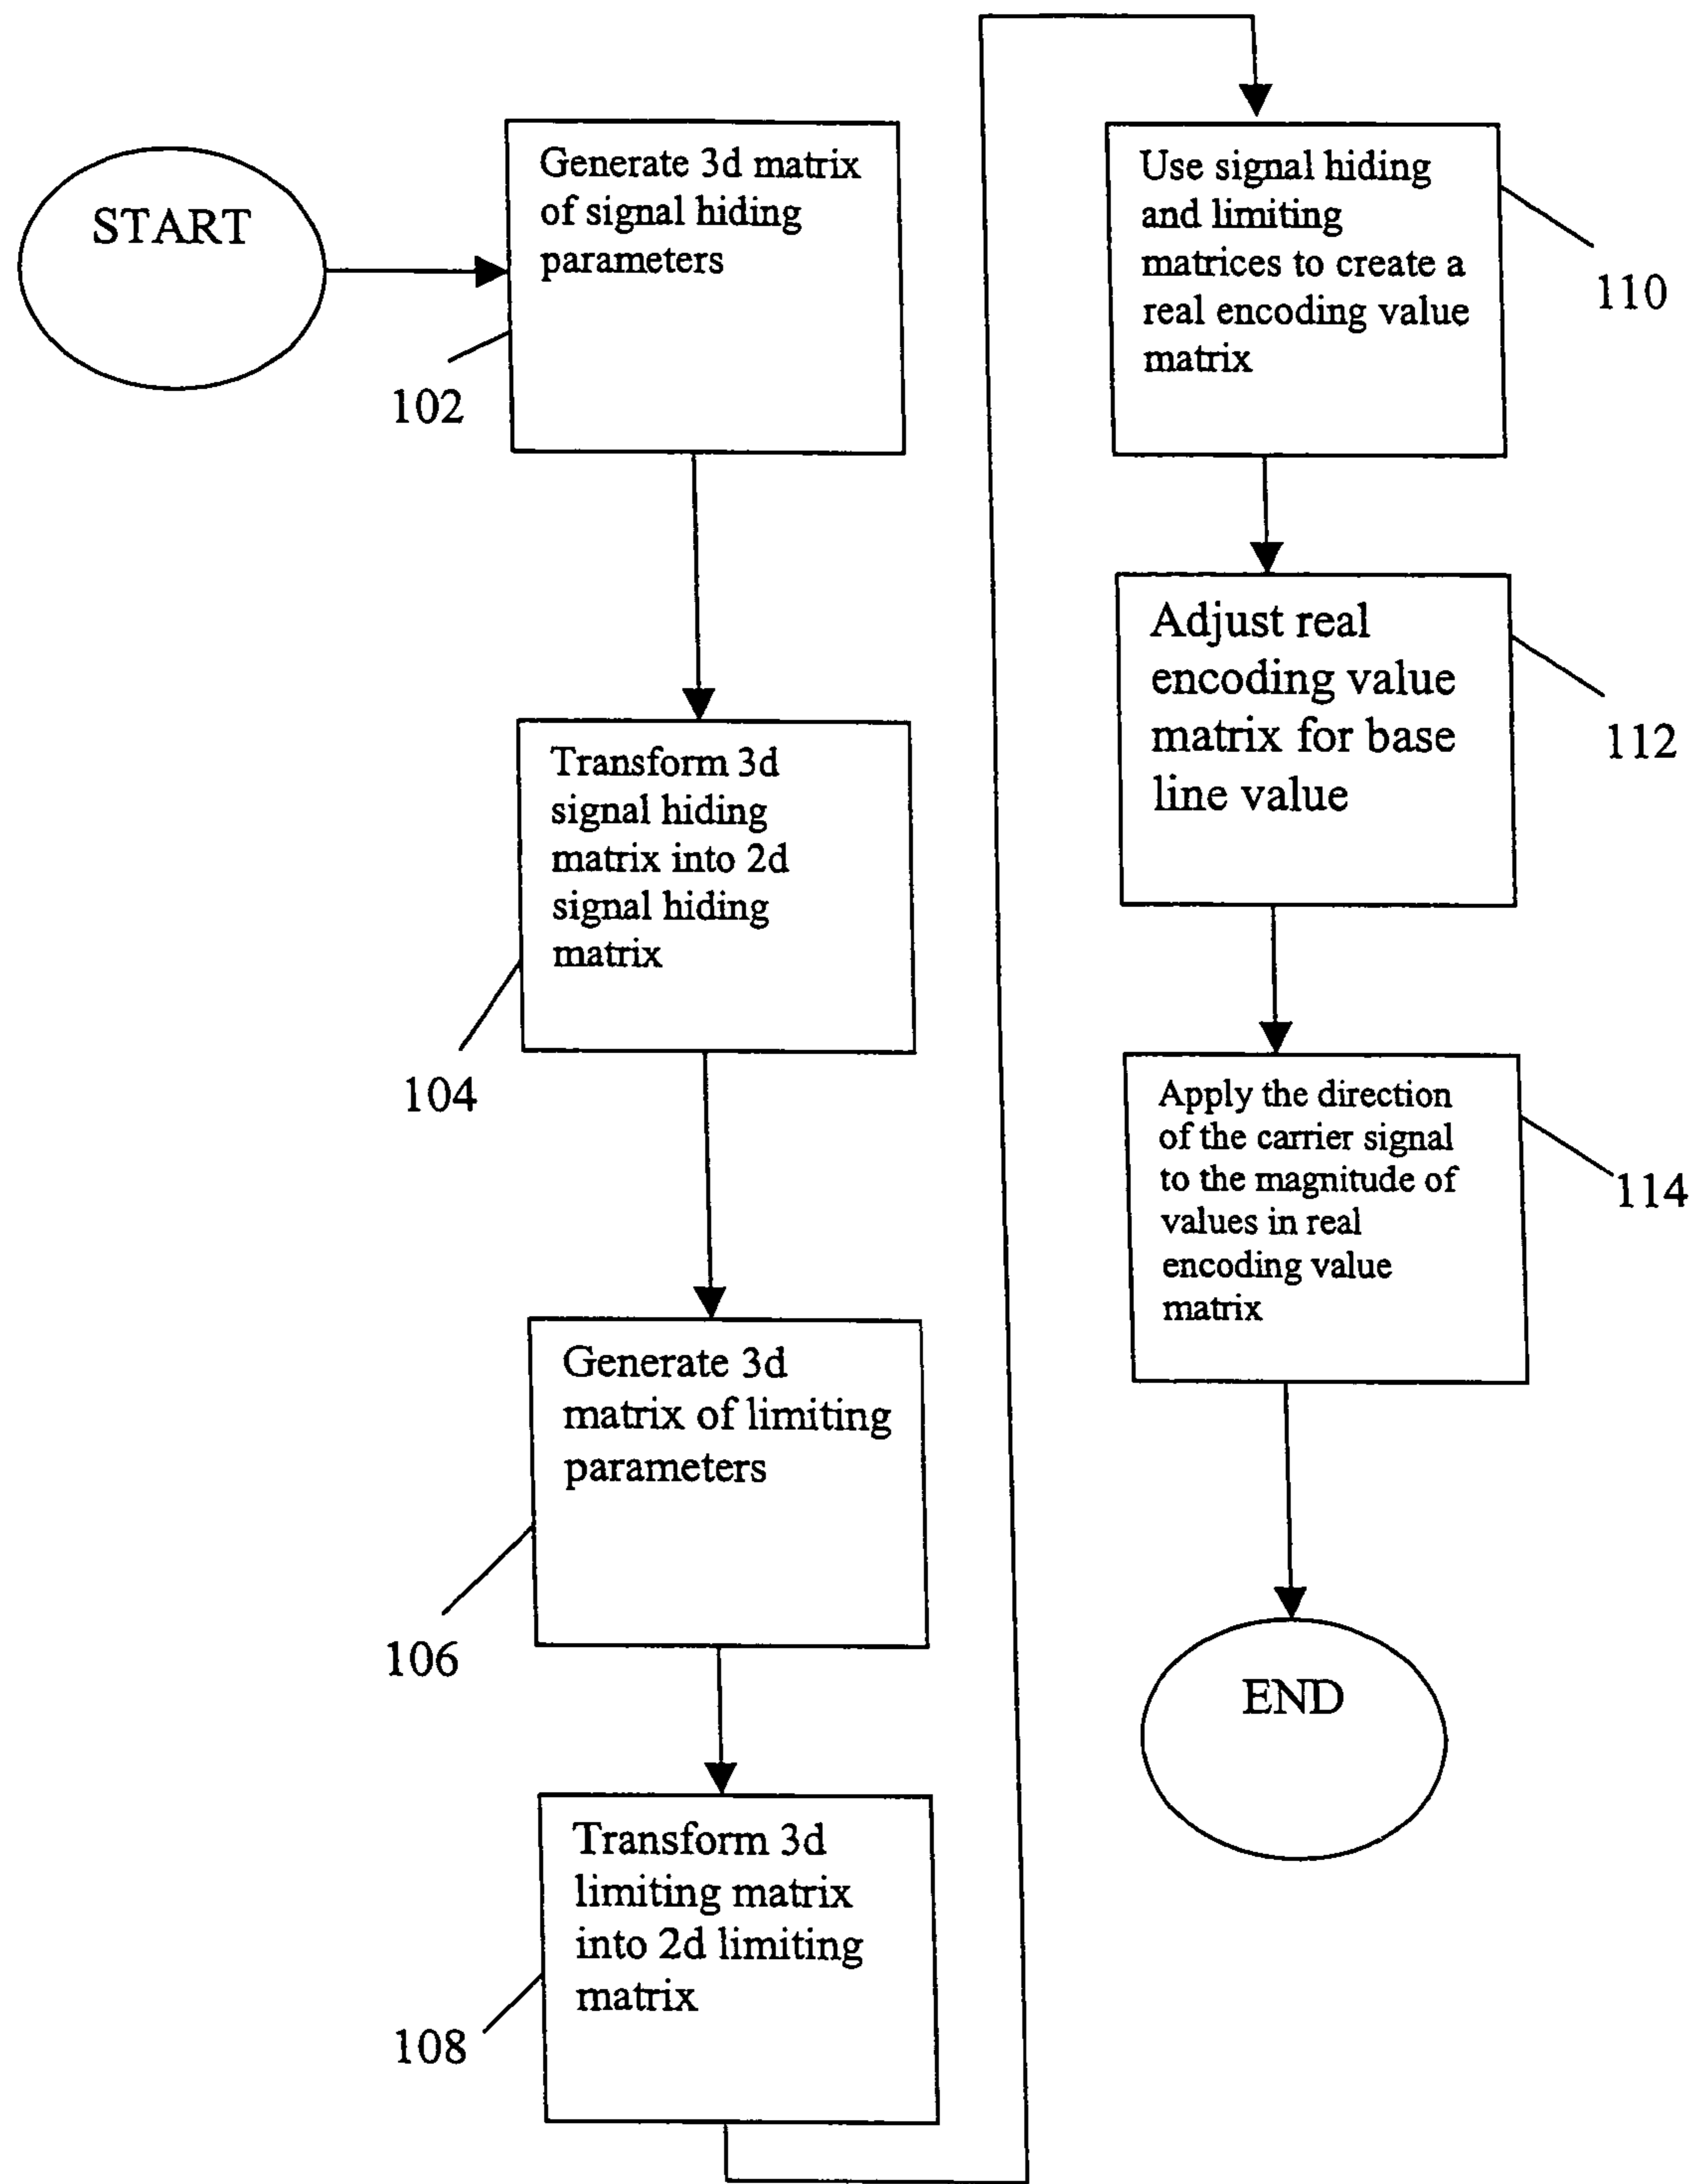 START
Generate 3d matrix
of signal hiding
parameters
102
Transform 3d
signal hiding
matrix into 2d
signal hiding
matrix
104
Generate 3d
matrix of limiting
parameters
106
Transform 3d
limiting matrix
into 2d limiting
matrix
108
Use signal hiding
and limiting
matrices to create a
real encoding value
matrix
110
Adjust real
encoding value
matrix for base
line value
112
Apply the direction
of the carrier signal
to the magnitude of
values in real
encoding value
matrix
114
END